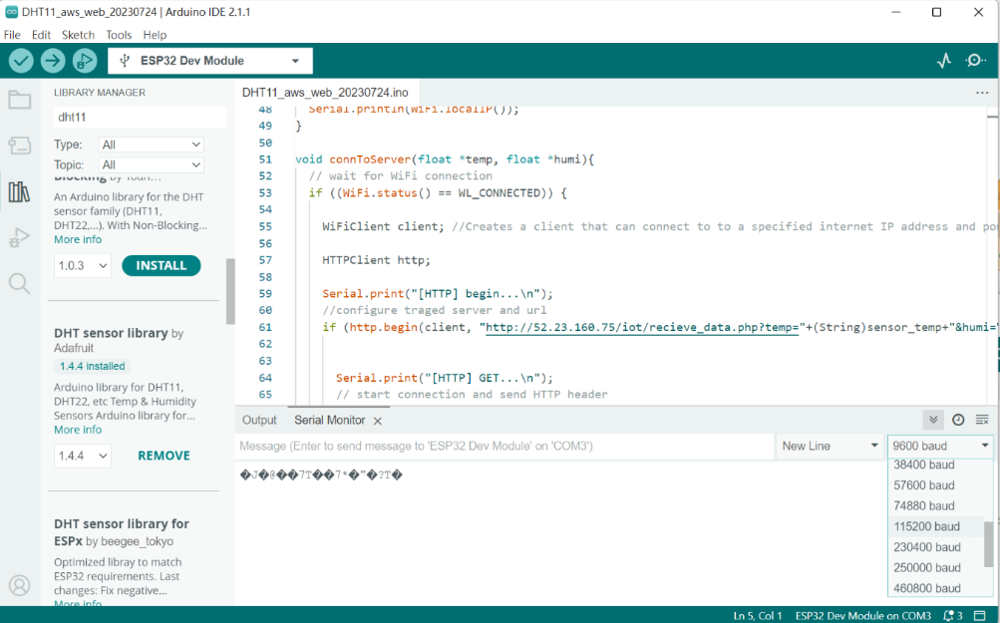 DHT11_aws_web_20230724 | Arduino IDE 2.1.1
File Edit Sketch Tools Help
ESP32 Dev Module
LIBRARY MANAGER
dht11
Type: All
Topic: All
An Arduino library for the DHT
sensor family (DHT11,
DHT22,...). With Non-Blocking...
More info
1.0.3 INSTALL
DHT sensor library by
Adafruit
1.4.4 installed
Arduino library for DHT11,
DHT22, etc Temp & Humidity
Sensors Arduino library for...
More info
1.4.4 REMOVE
DHT sensor library for
ESPx by beegee_tokyo
Optimized libray to match
ESP32 requirements. Last
changes: Fix negative...
More info
DHT11_aws_web_20230724.ino
48 Serial.println(WiFi.localIP());
49 }
50
51 void connToServer(float *temp, float *humi){
52 // wait for WiFi connection
53 if ((WiFi.status() == WL_CONNECTED)) {
54
55 WiFiClient client; //Creates a client that can connect to to a specified internet IP address and po
56
57 HTTPClient http;
58
59 Serial.print("[HTTP] begin...\n");
60 //configure traged server and url
61 if (http.begin(client, "http://52.23.160.75/iot/recieve_data.php?temp="+(String)sensor_temp+"&humi="
62
63
64 Serial.print("[HTTP] GET...\n");
65 // start connection and send HTTP header
Output Serial Monitor
Message (Enter to send message to 'ESP32 Dev Module' on 'COM3')
New Line
9600 baud
�J�@��7T��7*�"�?T�
38400 baud
57600 baud
74880 baud
115200 baud
230400 baud
250000 baud
460800 baud
Ln 5, Col 1 ESP32 Dev Module on COM3 3